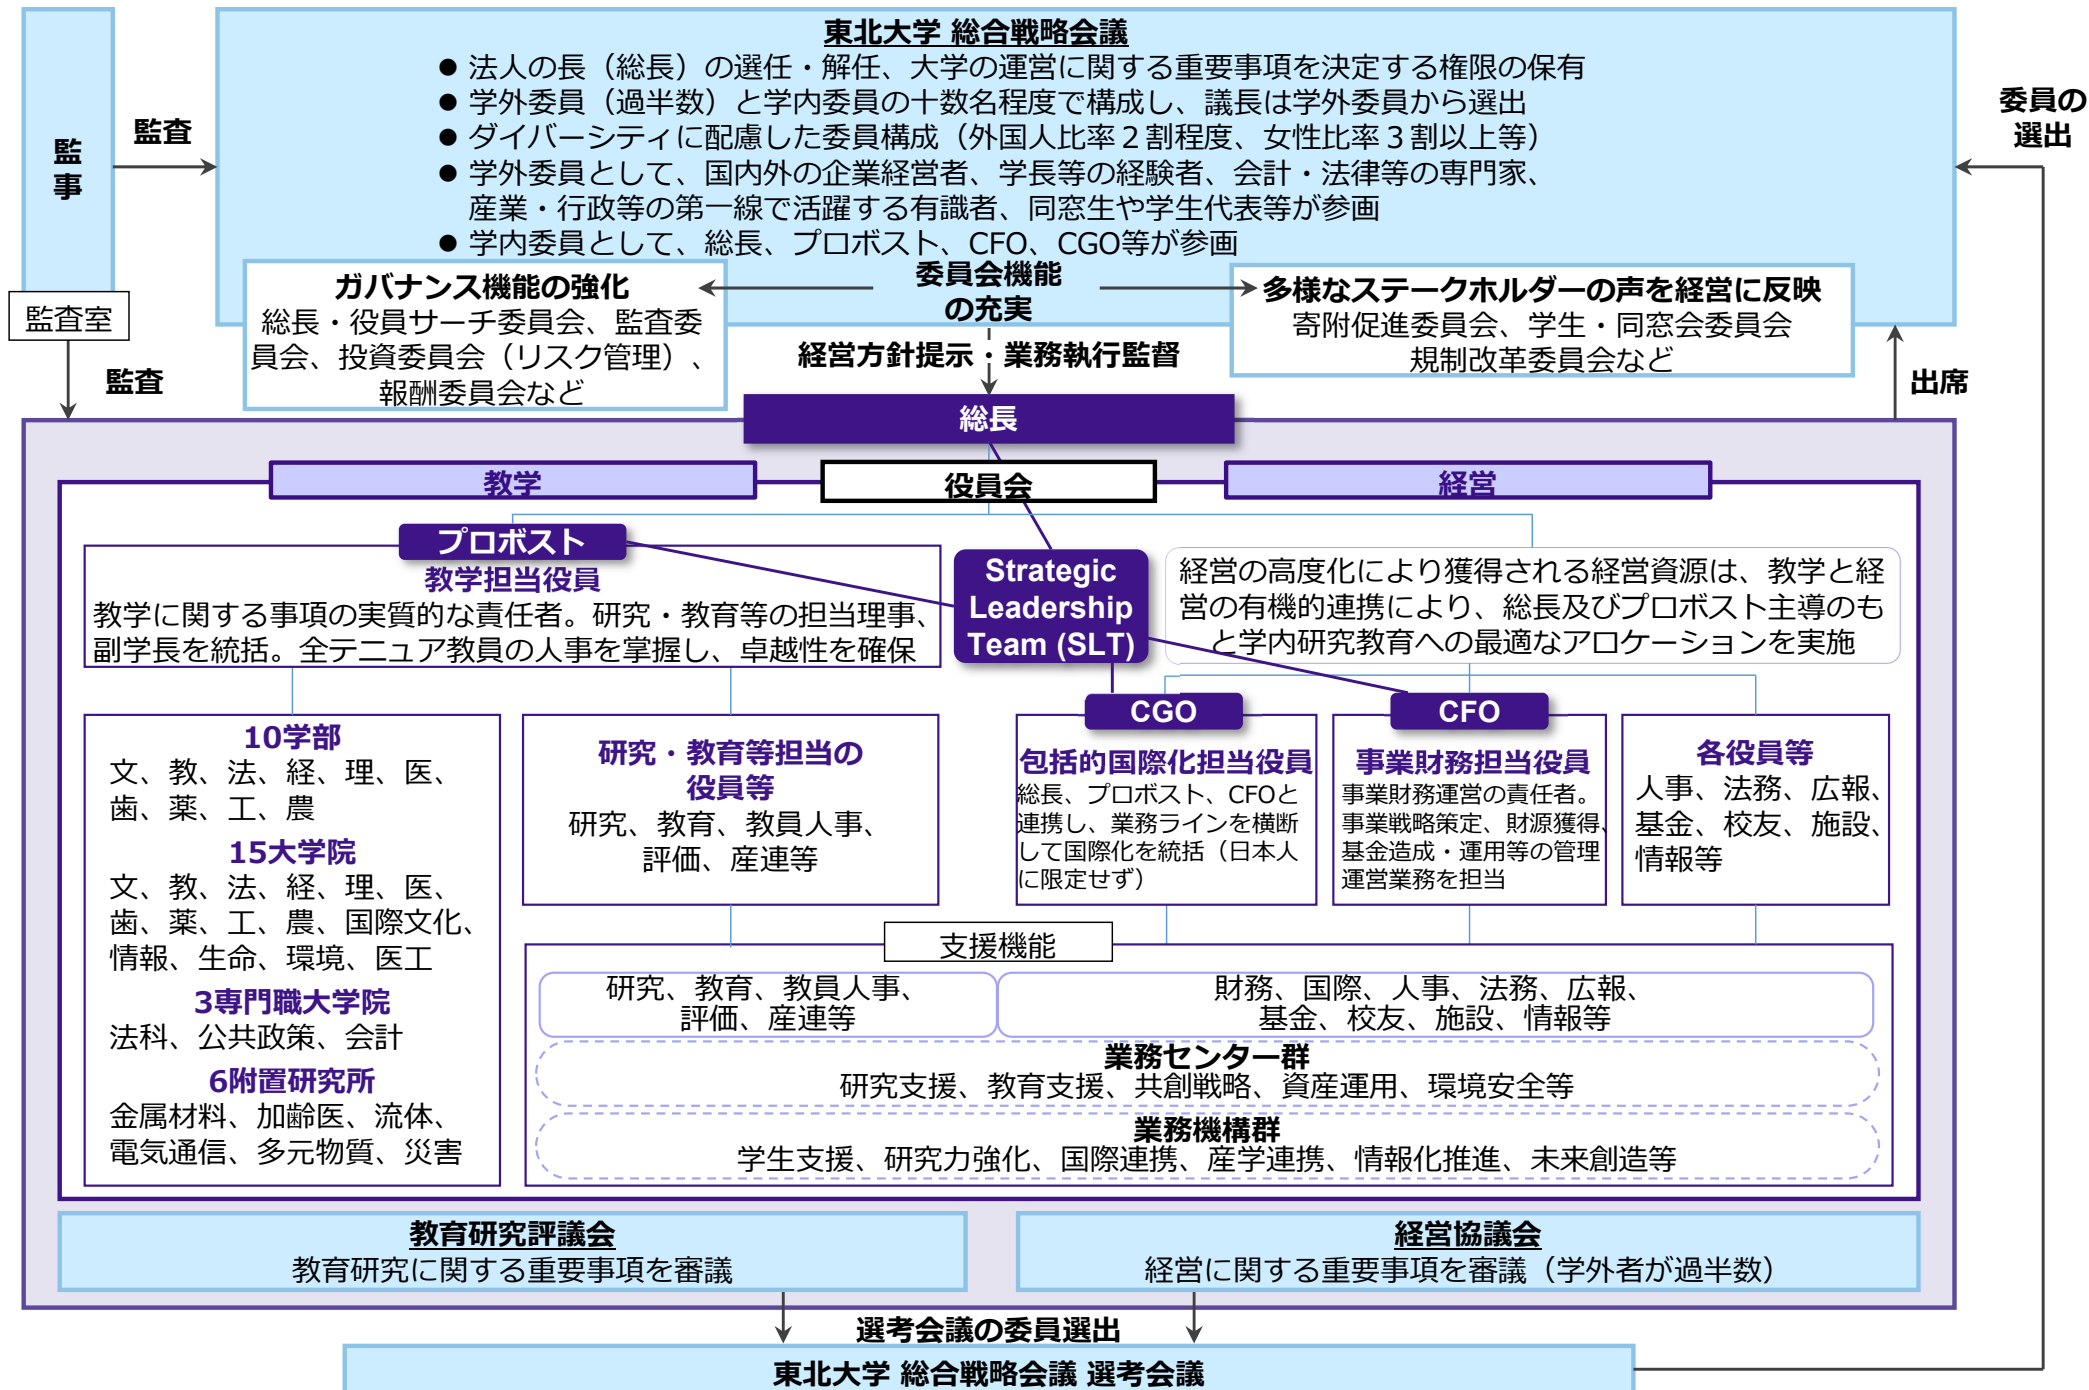 東北大学 総合戦略会議
● 法人の長（総長）の選任・解任、大学の運営に関する重要事項を決定する権限の保有
● 学外委員（過半数）と学内委員の十数名程度で構成し、議長は学外委員から選出
● ダイバーシティに配慮した委員構成（外国人比率２割程度、女性比率３割以上等）
● 学外委員として、国内外の企業経営者、学長等の経験者、会計・法律等の専門家、
産業・行政等の第一線で活躍する有識者、同窓生や学生代表等が参画
● 学内委員として、総長、プロボスト、CFO、CGO等が参画
監事
監査
委員の
選出
監査室
監査
ガバナンス機能の強化
総長・役員サーチ委員会、監査委
員会、投資委員会（リスク管理）、
報酬委員会など
委員会機能
の充実
多様なステークホルダーの声を経営に反映
寄附促進委員会、学生・同窓会委員会
規制改革委員会など
経営方針提示・業務執行監督
出席
総長
教学
役員会
経営
プロボスト
教学担当役員
教学に関する事項の実質的な責任者。研究・教育等の担当理事、
副学長を統括。全テニュア教員の人事を掌握し、卓越性を確保
Strategic
Leadership
Team (SLT)
経営の高度化により獲得される経営資源は、教学と経
営の有機的連携により、総長及びプロボスト主導のも
と学内研究教育への最適なアロケーションを実施
10学部
文、教、法、経、理、医、
歯、薬、工、農
15大学院
文、教、法、経、理、医、
歯、薬、工、農、国際文化、
情報、生命、環境、医工
3専門職大学院
法科、公共政策、会計
6附置研究所
金属材料、加齢医、流体、
電気通信、多元物質、災害
研究・教育等担当の
役員等
研究、教育、教員人事、
評価、産連等
CGO
包括的国際化担当役員
総長、プロボスト、CFOと
連携し、業務ラインを横断
して国際化を統括（日本人
に限定せず）
CFO
事業財務担当役員
事業財務運営の責任者。
事業戦略策定、財源獲得、
基金造成・運用等の管理
運営業務を担当
各役員等
人事、法務、広報、
基金、校友、施設、
情報等
支援機能
研究、教育、教員人事、
評価、産連等
財務、国際、人事、法務、広報、
基金、校友、施設、情報等
業務センター群
研究支援、教育支援、共創戦略、資産運用、環境安全等
業務機構群
学生支援、研究力強化、国際連携、産学連携、情報化推進、未来創造等
教育研究評議会
教育研究に関する重要事項を審議
経営協議会
経営に関する重要事項を審議（学外者が過半数）
選考会議の委員選出
東北大学 総合戦略会議 選考会議